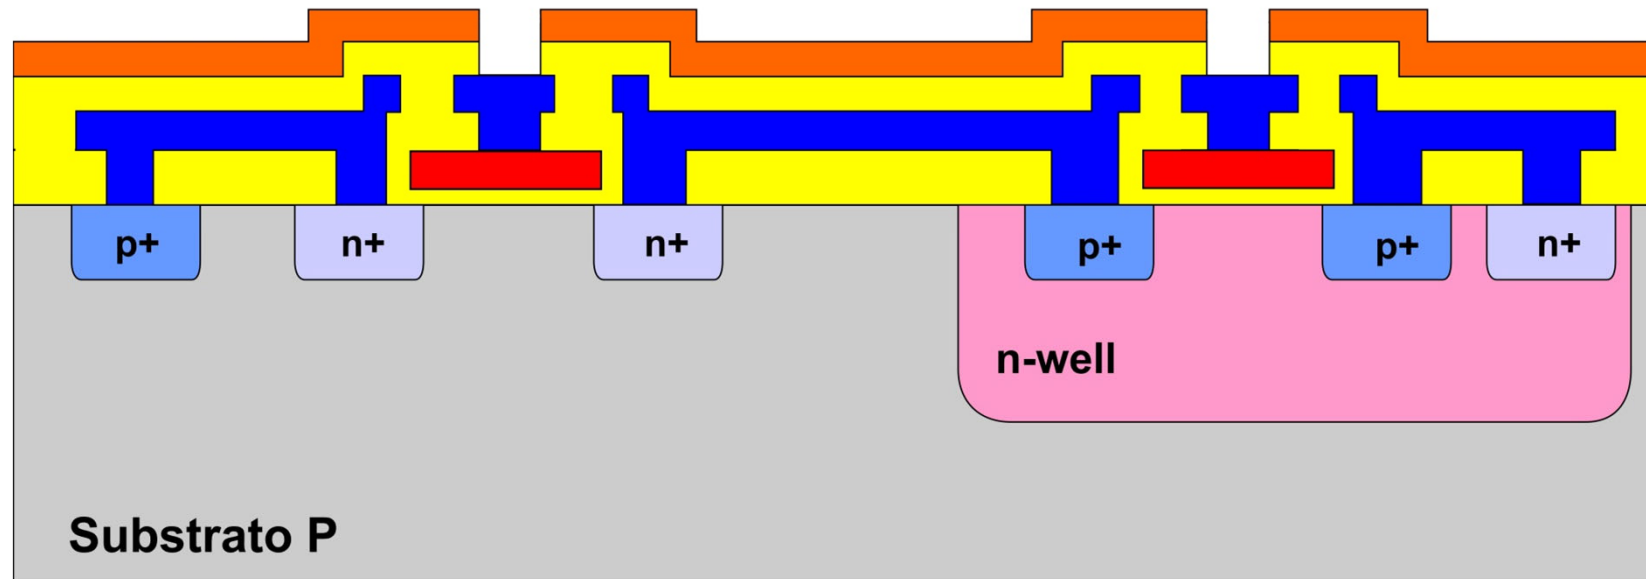 p+
n+
n+
p+
p+
n+
n-well
Substrato P